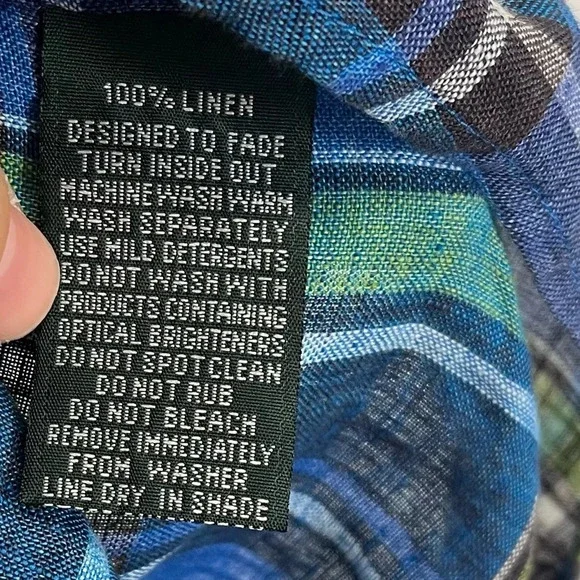 100% LINEN
DESIGNED TO FADE
TURN INSIDE OUT
MACHINE WASH WARM
WASH SEPARATELY
USE MILD DETERGENTS
DO NOT WASH WITH
PRODUCTS CONTAINING
OPTICAL BRIGHTENERS
DO NOT SPOT CLEAN
DO NOT RUB
DO NOT BLEACH
REMOVE IMMEDIATELY
FROM WASHER
LINE DRY IN SHADE